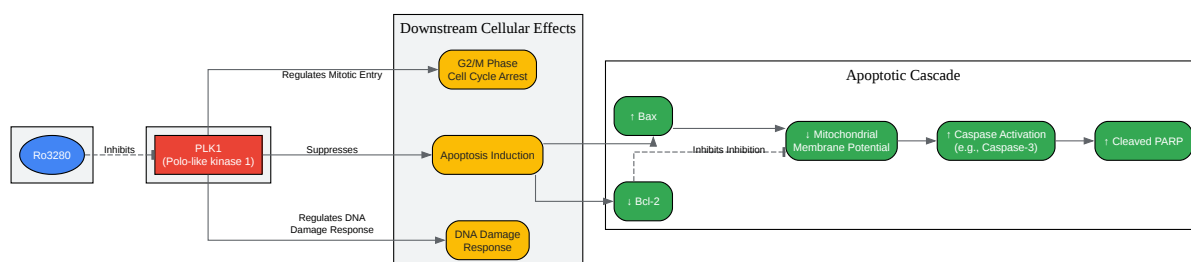 Downstream Cellular Effects
G2/M Phase
Cell Cycle Arrest
Regulates Mitotic Entry
Apoptotic Cascade
↑ Bax
Ro3280
Inhibits
PLK1
(Polo-like kinase 1)
Suppresses
Apoptosis Induction
Inhibits Inhibition
↓ Mitochondrial
Membrane Potential
↑ Caspase Activation
(e.g., Caspase-3)
↑ Cleaved PARP
↓ Bcl-2
Regulates DNA
Damage Response
DNA Damage
Response